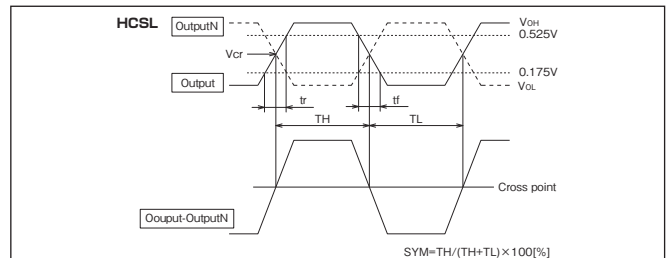 HCSL
OutputN
VOH
0.525V
Vcr
0.175V
Output
VOL
tr
tf
TH
TL
Cross point
Oouput-OutputN
SYM=TH/(TH+TL)×100[%]